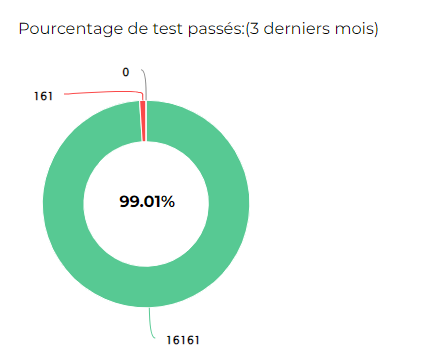 Pourcentage de test passés:(3 derniers mois)
0
161
99.01%
16161